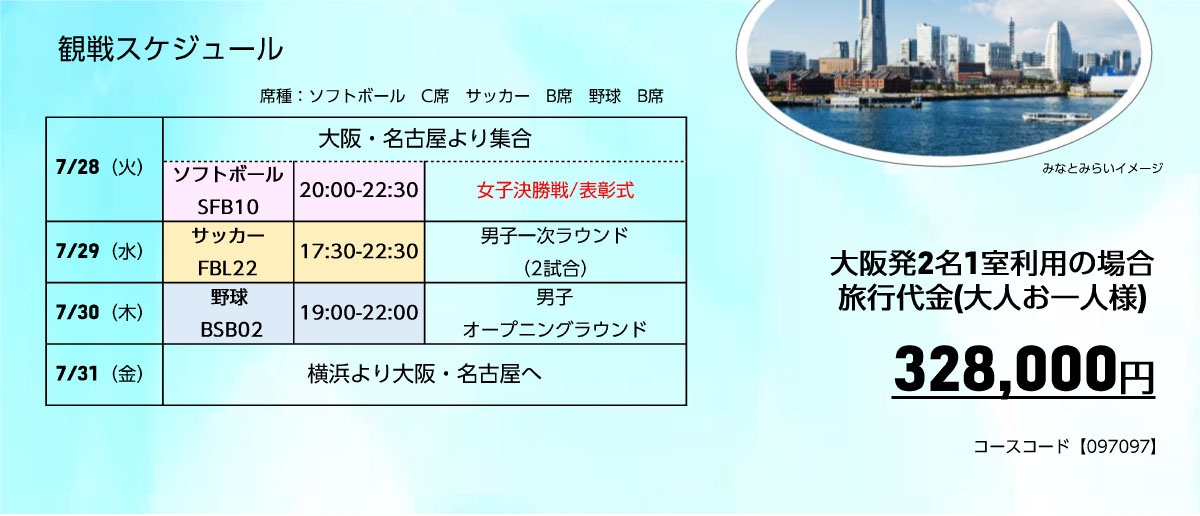 観戦スケジュール
席種：ソフトボール　C席　サッカー　B席　野球　B席
7/28（火）
大阪・名古屋より集合
ソフトボール
SFB10
20:00-22:30
女子決勝戦/表彰式
7/29（水）
サッカー
FBL22
17:30-22:30
男子一次ラウンド
（2試合）
7/30（木）
野球
BSB02
19:00-22:00
男子
オープニングラウンド
7/31（金）
横浜より大阪・名古屋へ
みなとみらいイメージ
大阪発2名1室利用の場合
旅行代金(大人お一人様)
328,000円
コースコード【097097】